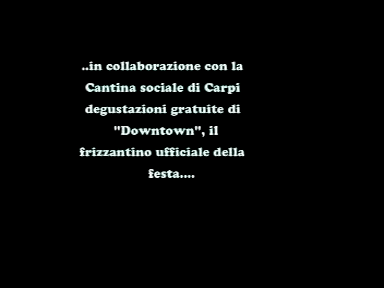 ..in collaborazione con la
Cantina sociale di Carpi
degustazioni gratuite di
"Downtown", il
frizzantino ufficiale della
festa....